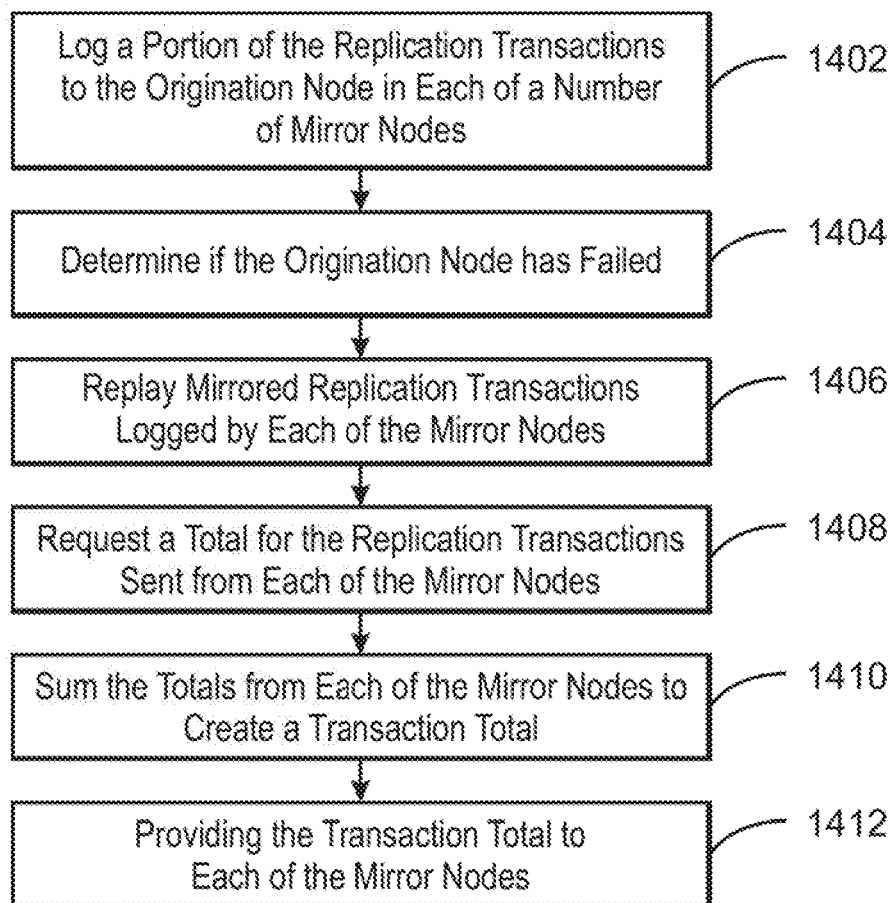 Log a Portion of the Replication Transactions
to the Origination Node in Each of a Number
of Mirror Nodes
1402
Determine if the Origination Node has Failed
1404
Replay Mirrored Replication Transactions
Logged by Each of the Mirror Nodes
1406
Request a Total for the Replication Transactions
Sent from Each of the Mirror Nodes
1408
Sum the Totals from Each of the Mirror Nodes to
Create a Transaction Total
1410
Providing the Transaction Total to
Each of the Mirror Nodes
1412